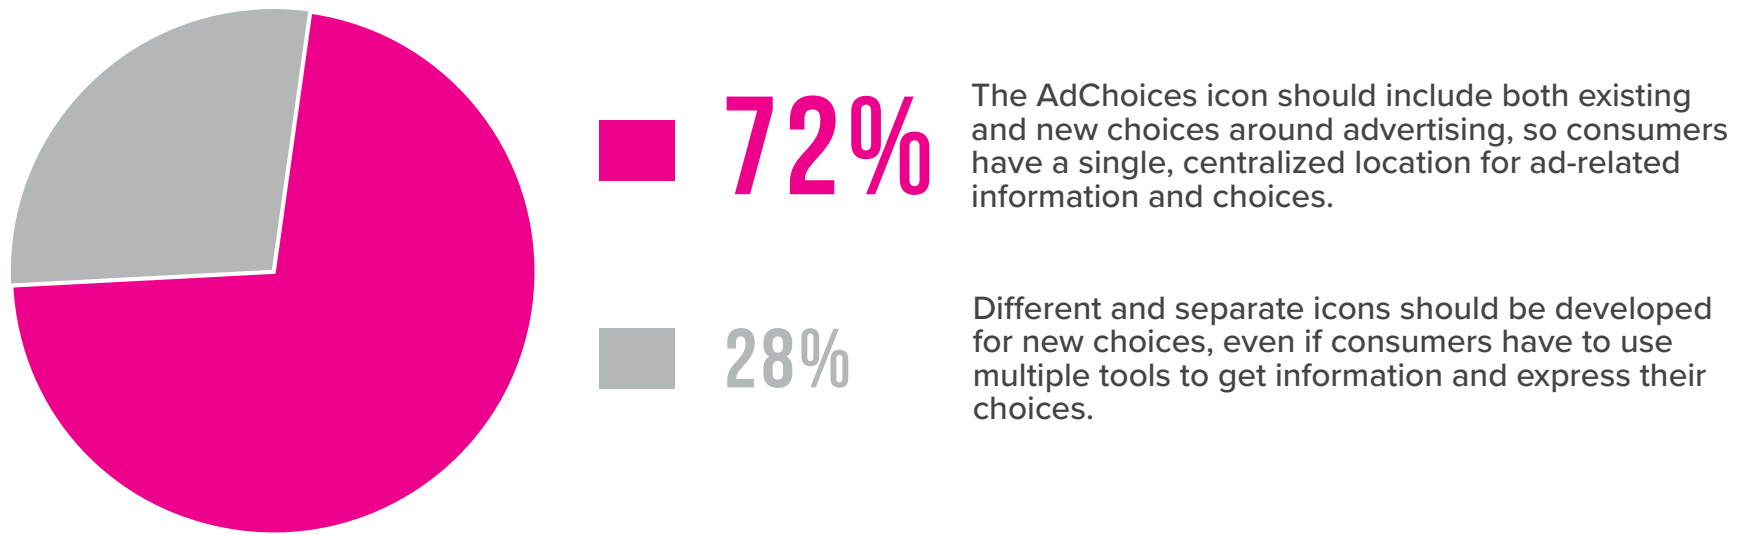 72%
The AdChoices icon should include both existing
and new choices around advertising, so consumers
have a single, centralized location for ad-related
information and choices.
28%
Different and separate icons should be developed
for new choices, even if consumers have to use
multiple tools to get information and express their
choices.